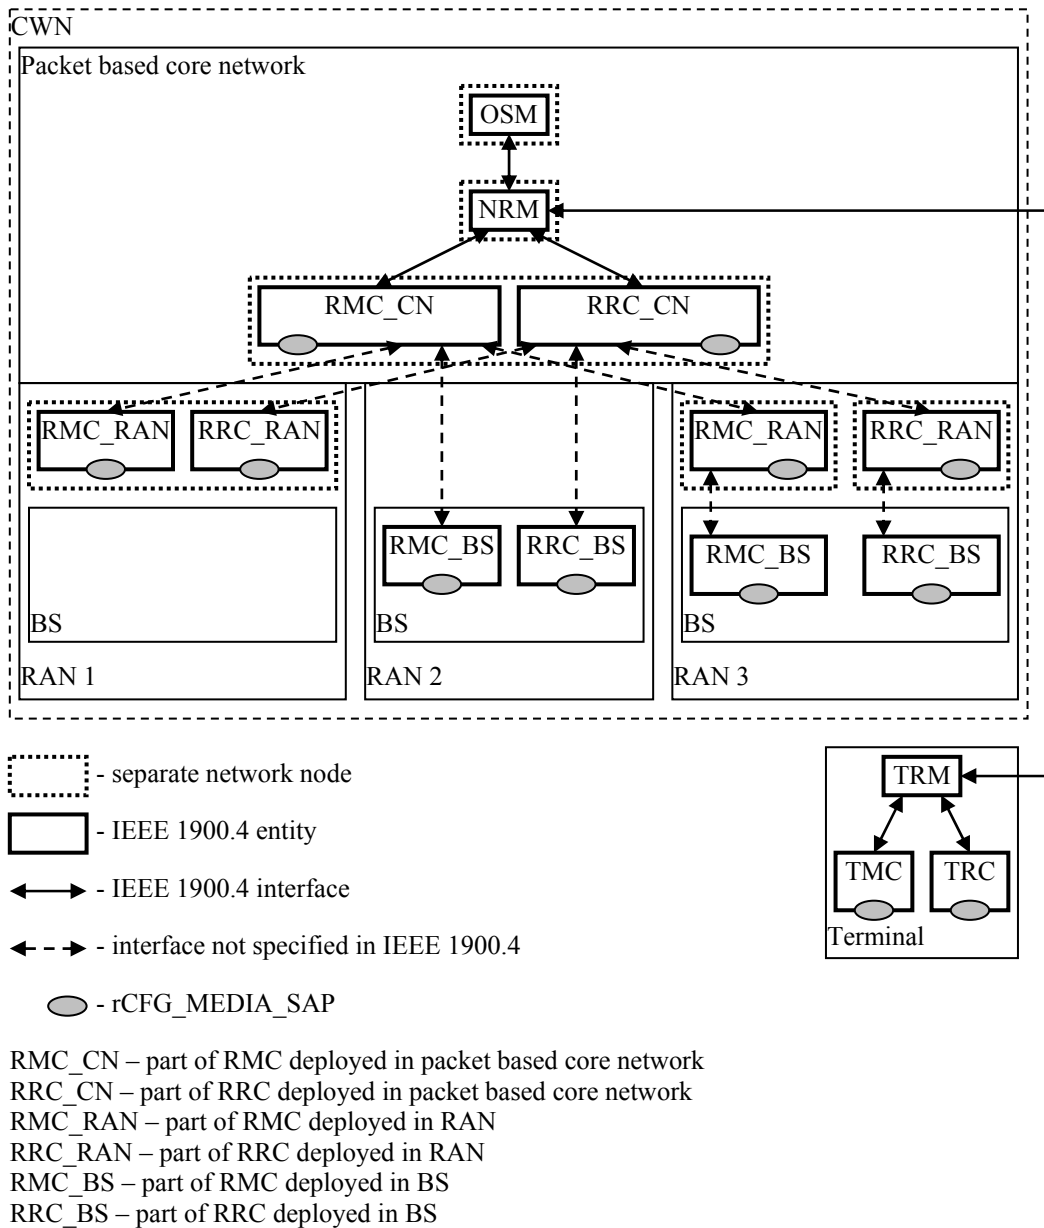 CWN
Packet based core network
OSM
NRM
RMC_CN RRC_CN
RMC_RAN RRC_RAN RMC_RAN RRC_RAN
RMC_BS RRC_BS RMC_BS RRC_BS
BS BS BS
RAN 1 RAN 2 RAN 3
- separate network node
- IEEE 1900.4 entity
- IEEE 1900.4 interface
- interface not specified in IEEE 1900.4
- rCFG_MEDIA_SAP
TRM
TMC TRC
Terminal
RMC_CN – part of RMC deployed in packet based core network
RRC_CN – part of RRC deployed in packet based core network
RMC_RAN – part of RMC deployed in RAN
RRC_RAN – part of RRC deployed in RAN
RMC_BS – part of RMC deployed in BS
RRC_BS – part of RRC deployed in BS